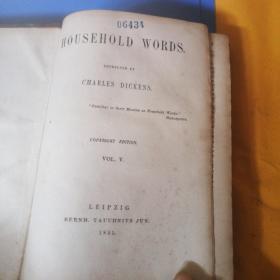 06434
HOUSEHOLD WORDS.
CONDUCTED BY
CHARLES DICKENS.
"Familiar in their Mouths as Household Words."
Shakespeare.
COPYRIGHT EDITION.
VOL. V.
LEIPZIG
BERNH. TAUCHNITZ JUN.
1851.